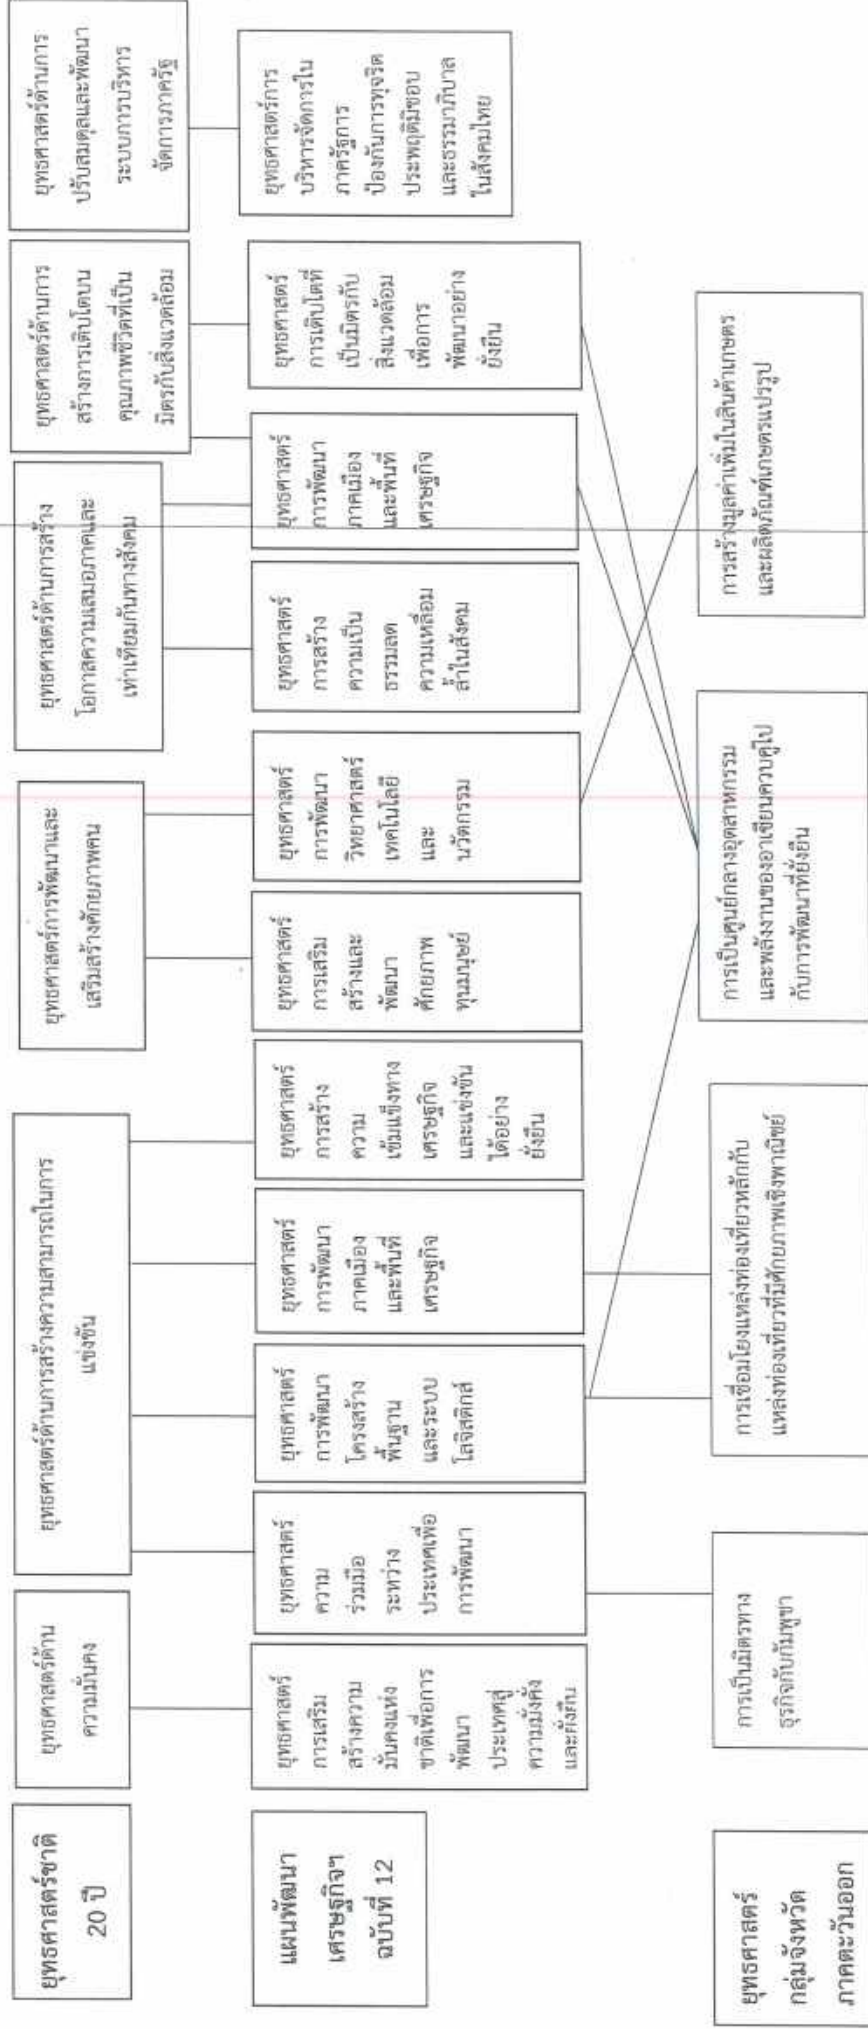 ยุทธศาสตร์ชาติ
20 ปี
ยุทธศาสตร์ด้าน
ความมั่นคง
ยุทธศาสตร์ด้านการสร้างความสามารถในการ
แข่งขัน
ยุทธศาสตร์การพัฒนาและ
เสริมสร้างศักยภาพคน
ยุทธศาสตร์ด้านการสร้าง
โอกาสความเสมอภาคและ
เท่าเทียมกันทางสังคม
ยุทธศาสตร์ด้านการ
สร้างการเติบโตบน
คุณภาพชีวิตที่เป็น
มิตรกับสิ่งแวดล้อม
ยุทธศาสตร์ด้านการ
ปรับสมดุลและพัฒนา
ระบบการบริหาร
จัดการภาครัฐ
แผนพัฒนา
เศรษฐกิจฯ
ฉบับที่ 12
ยุทธศาสตร์
การเสริม
สร้างความ
มั่นคงแห่ง
ชาติเพื่อการ
พัฒนา
ประเทศสู่
ความมั่งคั่ง
และยั่งยืน
ยุทธศาสตร์
ความ
ร่วมมือ
ระหว่าง
ประเทศเพื่อ
การพัฒนา
ยุทธศาสตร์
การพัฒนา
โครงสร้าง
พื้นฐาน
และระบบ
โลจิสติกส์
ยุทธศาสตร์
การพัฒนา
ภาคเมือง
และพื้นที่
เศรษฐกิจ
ยุทธศาสตร์
การสร้าง
ความ
เข้มแข็งทาง
เศรษฐกิจ
และแข่งขัน
ได้อย่าง
ยั่งยืน
ยุทธศาสตร์
การเสริม
สร้างและ
พัฒนา
ศักยภาพ
ทุนมนุษย์
ยุทธศาสตร์
การพัฒนา
วิทยาศาสตร์
เทคโนโลยี
และ
นวัตกรรม
ยุทธศาสตร์
การสร้าง
ความเป็น
ธรรมลด
ความเหลื่อม
ล้ำในสังคม
ยุทธศาสตร์
การพัฒนา
ภาคเมือง
และพื้นที่
เศรษฐกิจ
ยุทธศาสตร์
การเติบโตที่
เป็นมิตรกับ
สิ่งแวดล้อม
เพื่อการ
พัฒนาอย่าง
ยั่งยืน
ยุทธศาสตร์การ
บริหารจัดการใน
ภาครัฐการ
ป้องกันการทุจริต
ประพฤติมิชอบ
และธรรมาภิบาล
ในสังคมไทย
ยุทธศาสตร์
กลุ่มจังหวัด
ภาคตะวันออก
การเป็นมิตรทาง
ธุรกิจกับกัมพูชา
การเชื่อมโยงแหล่งท่องเที่ยวหลักกับ
แหล่งท่องเที่ยวที่มีศักยภาพเชิงพาณิชย์
การเป็นศูนย์กลางอุตสาหกรรม
และพลังงานของอาเซียนควบคู่ไป
กับการพัฒนาที่ยั่งยืน
การสร้างมูลค่าเพิ่มในสินค้าเกษตร
และผลิตภัณฑ์เกษตรแปรรูป